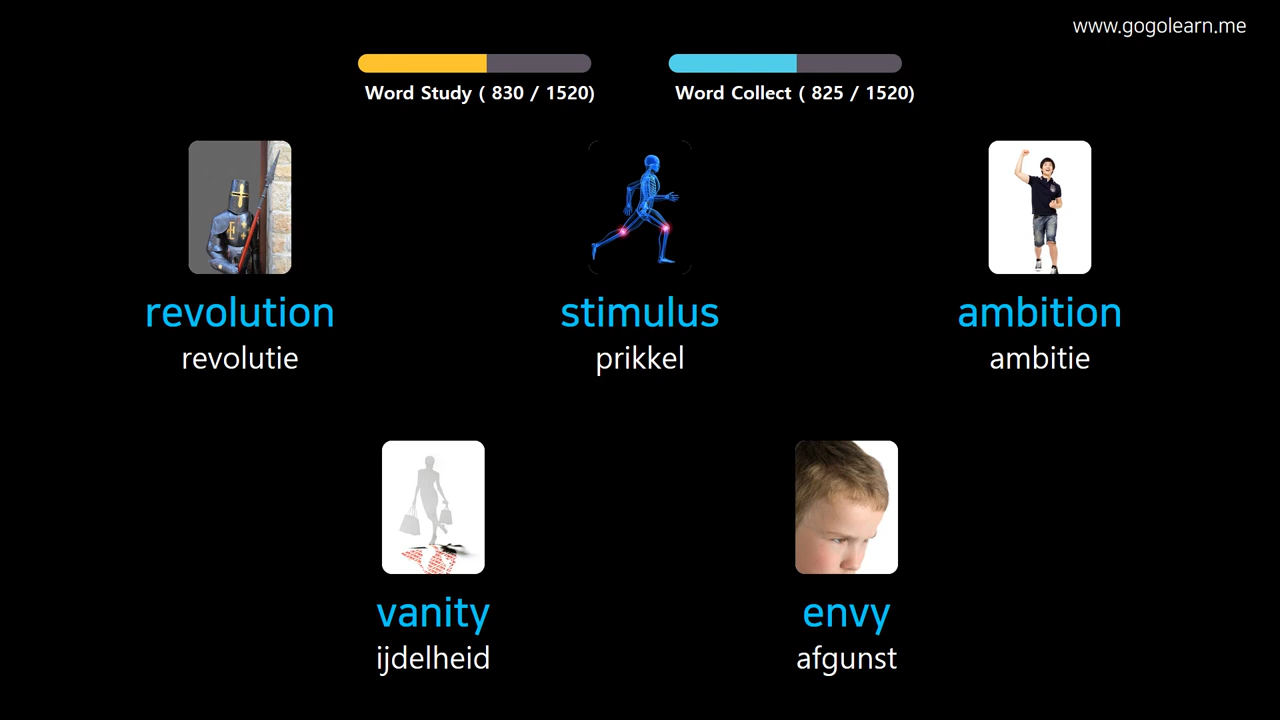 www.gogolearn.me
Word Study ( 830 / 1520)
Word Collect ( 825 / 1520)
revolution
revolutie
stimulus
prikkel
ambition
ambitie
vanity
ijdelheid
envy
afgunst